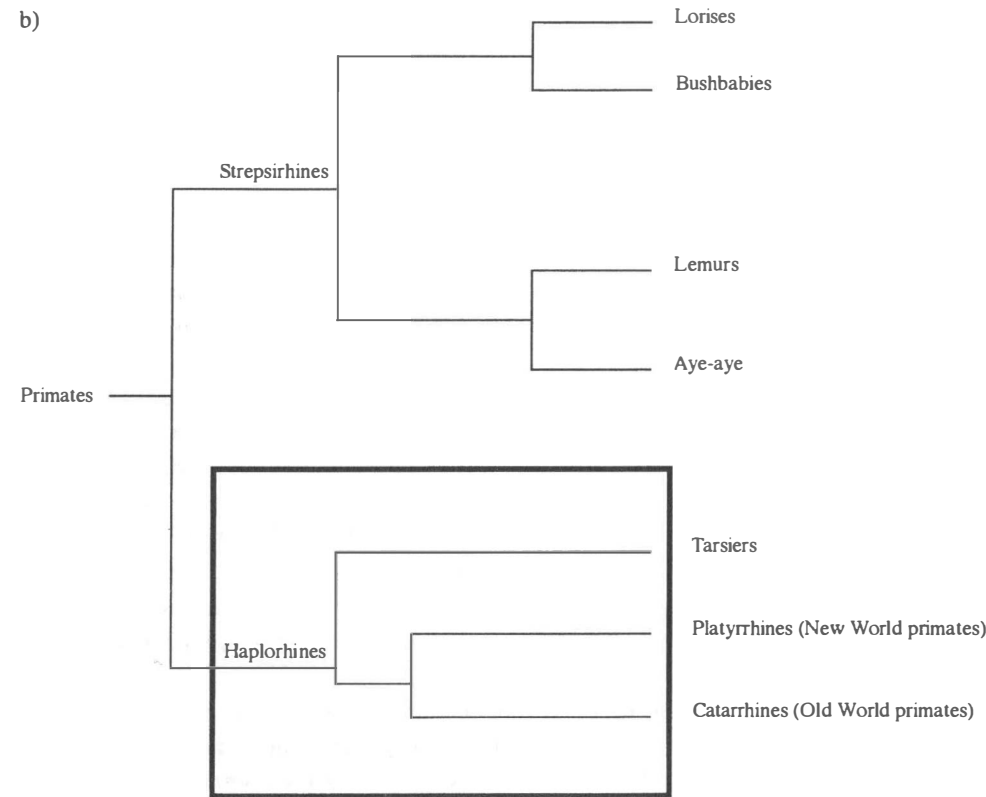 b)
Lorises
Bushbabies
Strepsirhines
Lemurs
Aye-aye
Primates
Tarsiers
Haplorhines
Platyrrhines (New World primates)
Catarrhines (Old World primates)